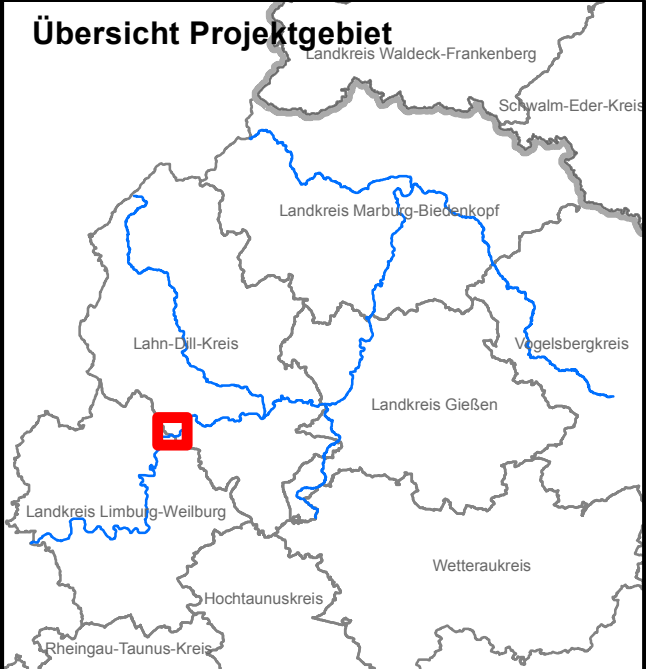 Übersicht Projektgebiet
Landkreis Waldeck-Frankenberg
Schwalm-Eder-Kreis
Landkreis Marburg-Biedenkopf
Lahn-Dill-Kreis
Vogelsbergkreis
Landkreis Gießen
Landkreis Limburg-Weilburg
Wetteraukreis
Hochtaunuskreis
Rheingau-Taunus-Kreis